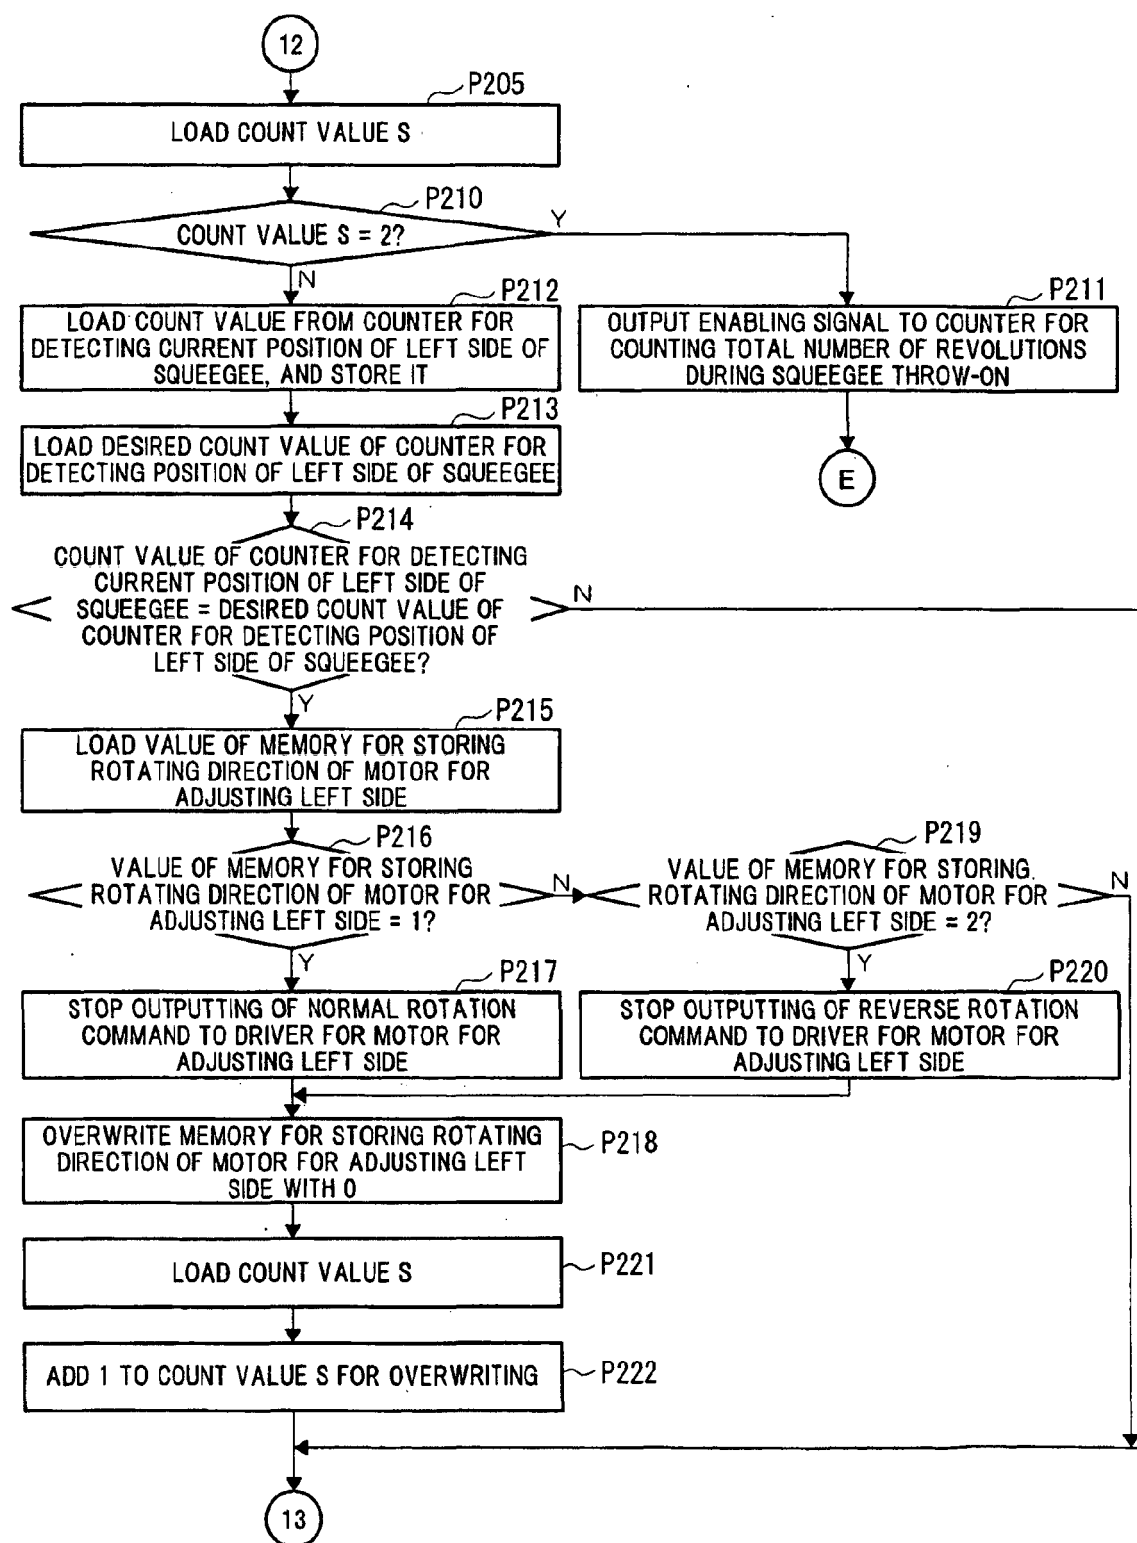 12
P205
LOAD COUNT VALUE S
P210
COUNT VALUE S = 2?
Y
N
P212
LOAD COUNT VALUE FROM COUNTER FOR
DETECTING CURRENT POSITION OF LEFT SIDE OF
SQUEEGEE, AND STORE IT
P211
OUTPUT ENABLING SIGNAL TO COUNTER FOR
COUNTING TOTAL NUMBER OF REVOLUTIONS
DURING SQUEEGEE THROW-ON
P213
LOAD DESIRED COUNT VALUE OF COUNTER FOR
DETECTING POSITION OF LEFT SIDE OF SQUEEGEE
E
P214
COUNT VALUE OF COUNTER FOR DETECTING
CURRENT POSITION OF LEFT SIDE OF
SQUEEGEE = DESIRED COUNT VALUE OF
COUNTER FOR DETECTING POSITION OF
LEFT SIDE OF SQUEEGEE?
N
Y
P215
LOAD VALUE OF MEMORY FOR STORING
ROTATING DIRECTION OF MOTOR FOR
ADJUSTING LEFT SIDE
P216
VALUE OF MEMORY FOR STORING
ROTATING DIRECTION OF MOTOR FOR
ADJUSTING LEFT SIDE = 1?
N
Y
P219
VALUE OF MEMORY FOR STORING.
ROTATING DIRECTION OF MOTOR FOR
ADJUSTING LEFT SIDE = 2?
N
Y
P217
STOP OUTPUTTING OF NORMAL ROTATION
COMMAND TO DRIVER FOR MOTOR FOR
ADJUSTING LEFT SIDE
P220
STOP OUTPUTTING OF REVERSE ROTATION
COMMAND TO DRIVER FOR MOTOR FOR
ADJUSTING LEFT SIDE
OVERWRITE MEMORY FOR STORING ROTATING
DIRECTION OF MOTOR FOR ADJUSTING LEFT
SIDE WITH 0
P218
LOAD COUNT VALUE S
P221
ADD 1 TO COUNT VALUE S FOR OVERWRITING
P222
13